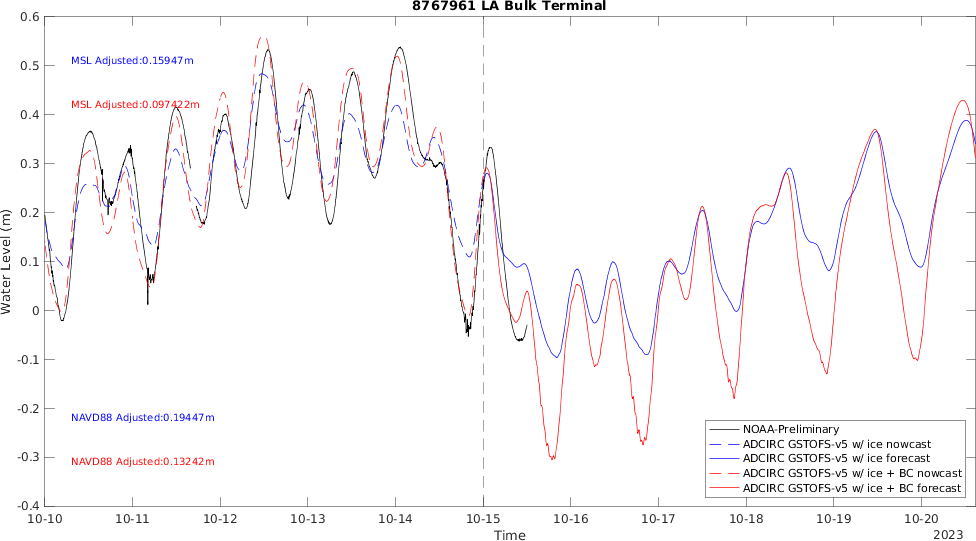 8767961 LA Bulk Terminal
0.6
0.5
0.4
0.3
0.2
0.1
0
-0.1
-0.2
-0.3
-0.4
Water Level (m)
MSL Adjusted:0.15947m
MSL Adjusted:0.097422m
NAVD88 Adjusted:0.19447m
NAVD88 Adjusted:0.13242m
NOAA-Preliminary
ADCIRC GSTOFS-v5 w/ ice nowcast
ADCIRC GSTOFS-v5 w/ ice forecast
ADCIRC GSTOFS-v5 w/ ice + BC nowcast
ADCIRC GSTOFS-v5 w/ ice + BC forecast
10-10 10-11 10-12 10-13 10-14 10-15 10-16 10-17 10-18 10-19 10-20
Time
2023